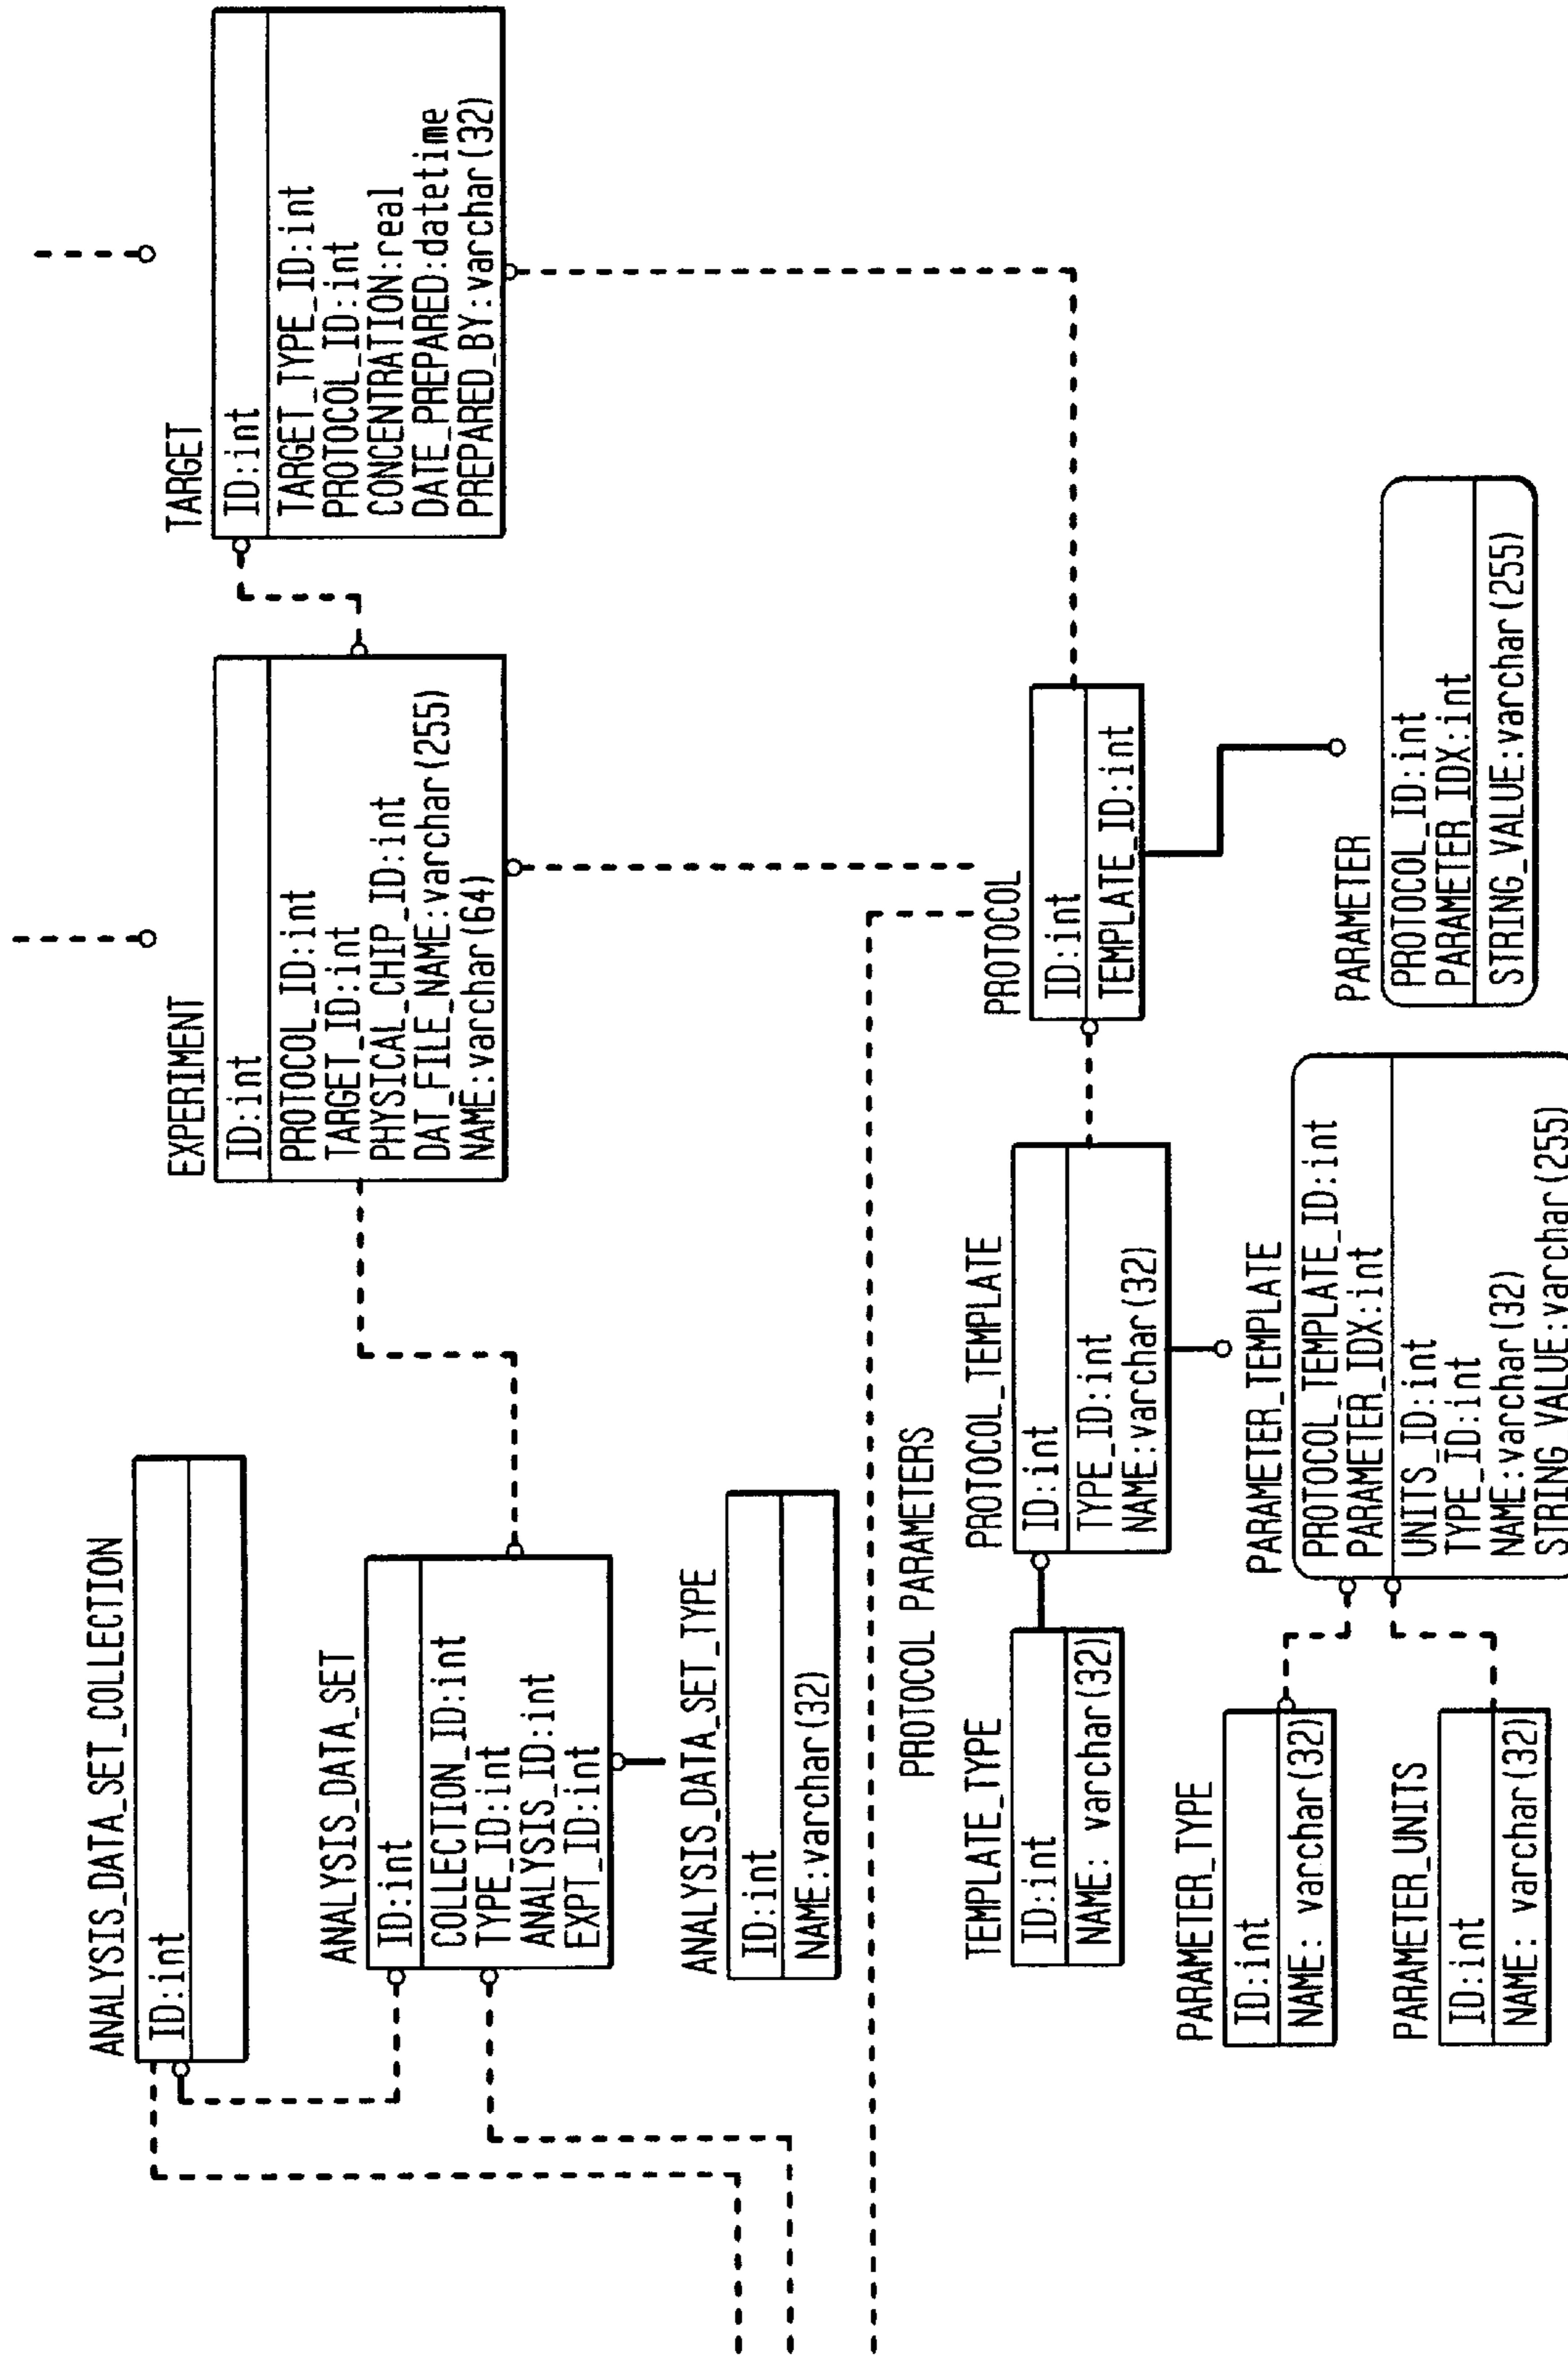 ANALYSIS_DATA_SET_COLLECTION
ID:int
ANALYSIS_DATA_SET
ID:int
COLLECTION_ID:int
TYPE_ID:int
ANALYSIS_ID:int
EXPT_ID:int
ANALYSIS_DATA_SET_TYPE
ID:int
NAME:varchar(32)
EXPERIMENT
ID:int
PROTOCOL_ID:int
TARGET_ID:int
PHYSICAL_CHIP_ID:int
DAT_FILE_NAME:varchar(255)
NAME:varchar(64)
TARGET
ID:int
TARGET_TYPE_ID:int
PROTOCOL_ID:int
CONCENTRATION:real
DATE_PREPARED:datetime
PREPARED_BY:varchar(32)
PROTOCOL PARAMETERS
TEMPLATE_TYPE
ID:int
NAME: varchar(32)
PROTOCOL_TEMPLATE
ID:int
TYPE_ID:int
NAME:varchar(32)
PROTOCOL
ID:int
TEMPLATE_ID:int
PARAMETER_TYPE
ID:int
NAME: varchar(32)
PARAMETER_UNITS
ID:int
NAME: varchar(32)
PARAMETER_TEMPLATE
PROTOCOL_TEMPLATE_ID:int
PARAMETER_IDX:int
UNITS_ID:int
TYPE_ID:int
NAME:varchar(32)
STRING_VALUE:varchar(255)
PARAMETER
PROTOCOL_ID:int
PARAMETER_IDX:int
STRING_VALUE:varchar(255)